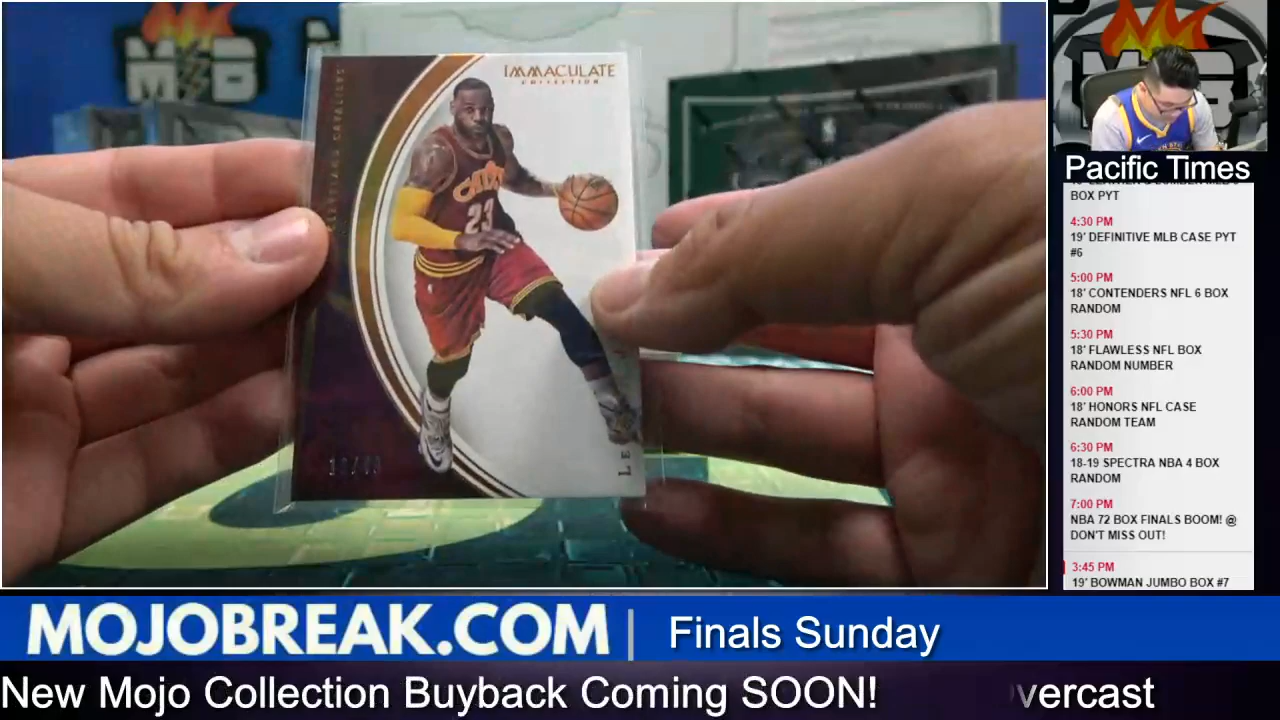 MB
IMMACULATE
COLLECTION
CLEVELAND CAVALIERS
CAVS
23
LE
Pacific Times
BOX PYT
4:30 PM
19' DEFINITIVE MLB CASE PYT
#6
5:00 PM
18' CONTENDERS NFL 6 BOX
RANDOM
5:30 PM
18' FLAWLESS NFL BOX
RANDOM NUMBER
6:00 PM
18' HONORS NFL CASE
RANDOM TEAM
6:30 PM
18-19 SPECTRA NBA 4 BOX
RANDOM
7:00 PM
NBA 72 BOX FINALS BOOM! @
DON'T MISS OUT!
3:45 PM
19' BOWMAN JUMBO BOX #7
MOJOBREAK.COM | Finals Sunday
New Mojo Collection Buyback Coming SOON! vercast